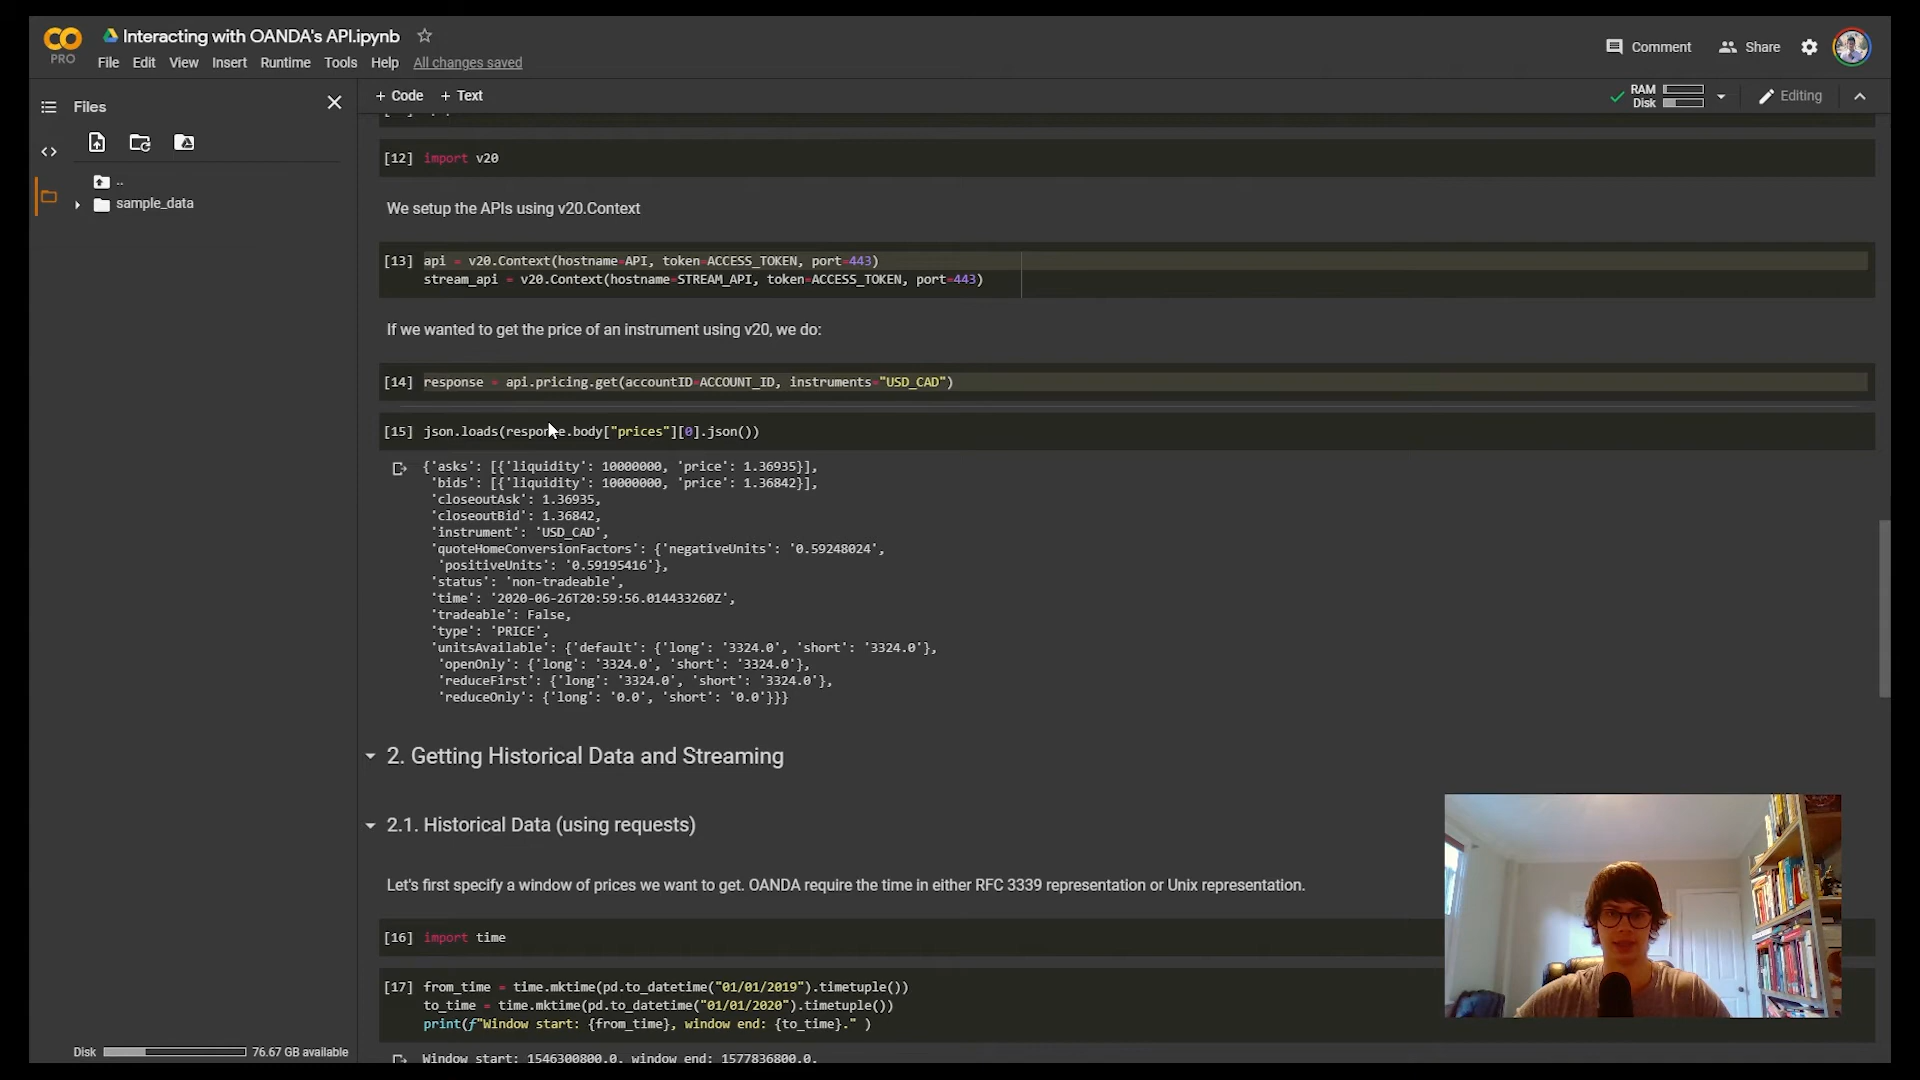 Interacting with OANDA's API.ipynb
PRO
File Edit View Insert Runtime Tools Help All changes saved
Comment Share
Files
+ Code + Text
RAM
Disk
Editing
..
sample_data
[12] import v20
We setup the APIs using v20.Context
[13] api = v20.Context(hostname=API, token=ACCESS_TOKEN, port=443)
stream_api = v20.Context(hostname=STREAM_API, token=ACCESS_TOKEN, port=443)
If we wanted to get the price of an instrument using v20, we do:
[14] response = api.pricing.get(accountID=ACCOUNT_ID, instruments="USD_CAD")
[15] json.loads(response.body["prices"][0].json())
{'asks': [{'liquidity': 10000000, 'price': 1.36935}],
'bids': [{'liquidity': 10000000, 'price': 1.36842}],
'closeoutAsk': 1.36935,
'closeoutBid': 1.36842,
'instrument': 'USD_CAD',
'quoteHomeConversionFactors': {'negativeUnits': '0.59248024',
'positiveUnits': '0.59195416'},
'status': 'non-tradeable',
'time': '2020-06-26T20:59:56.014433260Z',
'tradeable': False,
'type': 'PRICE',
'unitsAvailable': {'default': {'long': '3324.0', 'short': '3324.0'},
'openOnly': {'long': '3324.0', 'short': '3324.0'},
'reduceFirst': {'long': '3324.0', 'short': '3324.0'},
'reduceOnly': {'long': '0.0', 'short': '0.0'}}}
2. Getting Historical Data and Streaming
2.1. Historical Data (using requests)
Let's first specify a window of prices we want to get. OANDA require the time in either RFC 3339 representation or Unix representation.
[16] import time
[17] from_time = time.mktime(pd.to_datetime("01/01/2019").timetuple())
to_time = time.mktime(pd.to_datetime("01/01/2020").timetuple())
print(f"Window start: {from_time}, window end: {to_time}." )
Window start: 1546300800.0, window end: 1577836800.0.
Disk 76.67 GB available